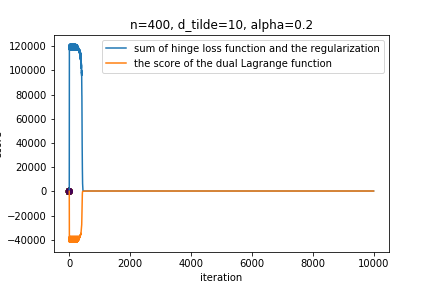 n=400, d_tilde=10, alpha=0.2
sum of hinge loss function and the regularization
the score of the dual Lagrange function
120000
100000
80000
60000
40000
20000
0
−20000
−40000
0 2000 4000 6000 8000 10000
iteration